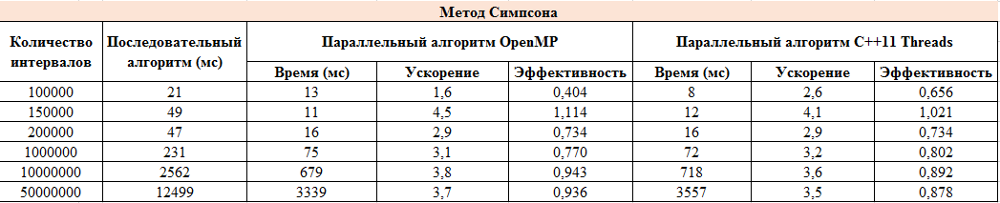 Метод Симпсона
Количество интервалов Последовательный алгоритм (мс) Параллельный алгоритм OpenMP Параллельный алгоритм C++11 Threads
Время (мс) Ускорение Эффективность Время (мс) Ускорение Эффективность
100000 21 13 1,6 0,404 8 2,6 0,656
150000 49 11 4,5 1,114 12 4,1 1,021
200000 47 16 2,9 0,734 16 2,9 0,734
1000000 231 75 3,1 0,770 72 3,2 0,802
10000000 2562 679 3,8 0,943 718 3,6 0,892
50000000 12499 3339 3,7 0,936 3557 3,5 0,878